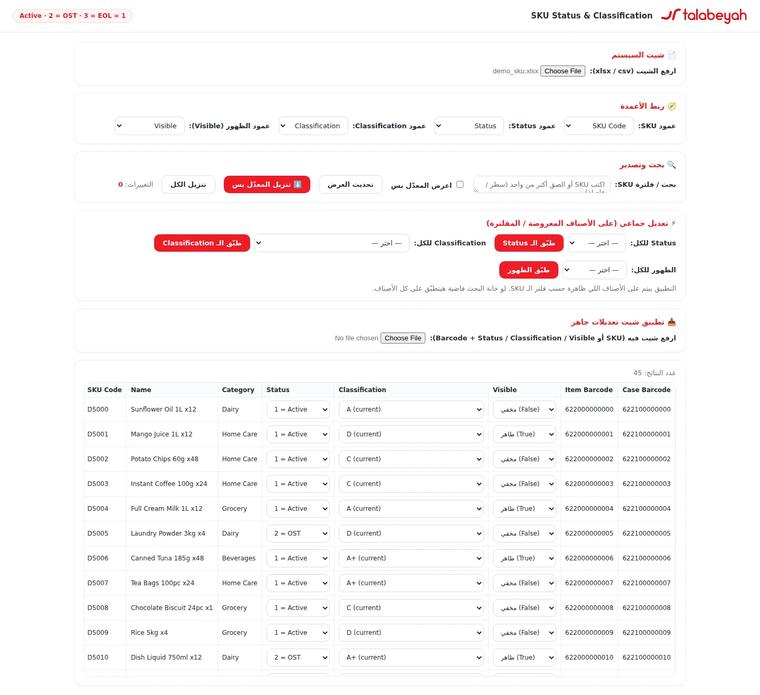 talabeyah
SKU Status & Classification
Active · 2 = OST · 3 = EOL = 1
📄 شيت السيستم
ارفع الشيت (xlsx / csv): Choose File demo_sku.xlsx
🧭 ربط الأعمدة
عمود SKU: SKU Code عمود Status: Status عمود Classification: Classification عمود الظهور (Visible): Visible
🔍 بحث وتصدير
بحث / فلترة SKU: اكتب SKU أو الصق أكتر من واحد (سطر / اعرض المعدّل بس تحديث العرض ⬇️ تنزيل المعدّل بس تنزيل الكل التغييرات: 0
⚡ تعديل جماعي (على الأصناف المعروضة / المفلترة)
Status للكل: — اختر — طبّق الـ Status Classification للكل: — اختر — طبّق الـ Classification
الظهور للكل: — اختر — طبّق الظهور
التطبيق بيتم على الأصناف اللي ظاهرة حسب فلتر الـ SKU. لو خانة البحث فاضية هيتطبّق على كل الأصناف.
📥 تطبيق شيت تعديلات جاهز
ارفع شيت فيه (SKU أو Barcode + Status / Classification / Visible): Choose File No file chosen
عدد النتائج: 45
SKU Code Name Category Status Classification Visible Item Barcode Case Barcode
D5000 Sunflower Oil 1L x12 Dairy 1 = Active A (current) مخفي (False) 622000000000 622100000000
D5001 Mango Juice 1L x12 Home Care 1 = Active D (current) ظاهر (True) 622000000001 622100000001
D5002 Potato Chips 60g x48 Home Care 1 = Active C (current) مخفي (False) 622000000002 622100000002
D5003 Instant Coffee 100g x24 Home Care 1 = Active C (current) مخفي (False) 622000000003 622100000003
D5004 Full Cream Milk 1L x12 Grocery 1 = Active A (current) ظاهر (True) 622000000004 622100000004
D5005 Laundry Powder 3kg x4 Dairy 2 = OST D (current) مخفي (False) 622000000005 622100000005
D5006 Canned Tuna 185g x48 Beverages 1 = Active A+ (current) ظاهر (True) 622000000006 622100000006
D5007 Tea Bags 100pc x24 Home Care 1 = Active A+ (current) مخفي (False) 622000000007 622100000007
D5008 Chocolate Biscuit 24pc x1 Grocery 1 = Active C (current) مخفي (False) 622000000008 622100000008
D5009 Rice 5kg x4 Grocery 1 = Active D (current) مخفي (False) 622000000009 622100000009
D5010 Dish Liquid 750ml x12 Dairy 2 = OST A+ (current) ظاهر (True) 622000000010 622100000010